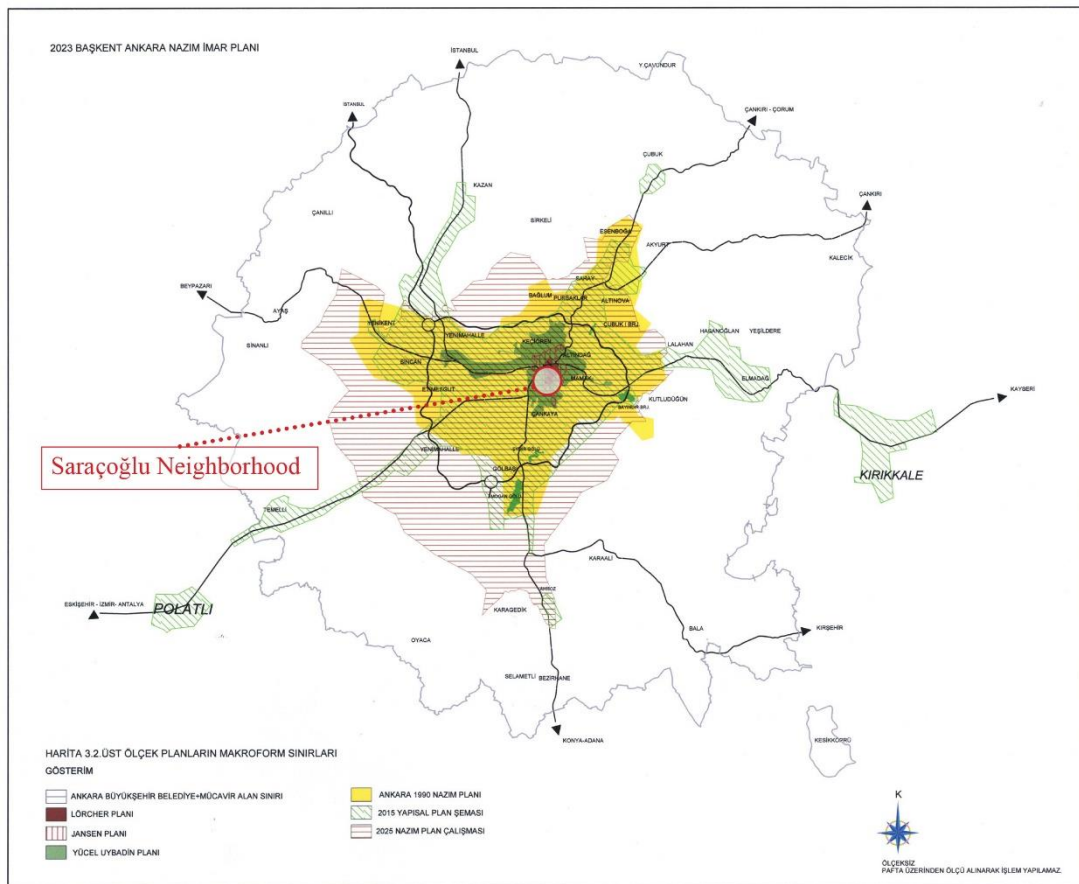 2023 BAŞKENT ANKARA NAZIM İMAR PLANI
İSTANBUL
Y.ÇAVUNDUR
İSTANBUL
ÇANKIRI - ÇORUM
ÇUBUK
KAZAN
ÇANKIRI
ÇANILLI
SİRKELİ
ESENBOĞA
AKYURT
KALECİK
BEYPAZARI
SARAY
BAĞLUM
PURSAKLAR
ALTINOVA
AYAŞ
YENİKENT
ÇUBUK I BRJ.
SİNANLI
YENİMAHALLE
KEÇİÖREN
HASANOĞLAN
YEŞİLDERE
LALAHAN
SİNCAN
ALTINDAĞ
ELMADAĞ
MAMAK
ETİMESGUT
KAYSERİ
KUTLUDÜĞÜN
BAYINDIR BRJ.
ÇANKAYA
YENİMAHALLE
Saraçoğlu Neighborhood
GÖLBAŞI
KIRIKKALE
TEMELLİ
KARAALİ
POLATLI
ESKİŞEHİR - İZMİR- ANTALYA
KARAGEDİK
BALA
KIRŞEHİR
OYACA
SELAMETLİ
BEZİRHANE
KONYA-ADANA
KESİKKÖPRÜ
HARİTA 3.2.ÜST ÖLÇEK PLANLARIN MAKROFORM SINIRLARI
GÖSTERİM
ANKARA BÜYÜKŞEHİR BELEDİYE+MÜCAVİR ALAN SINIRI
LÖRCHER PLANI
JANSEN PLANI
YÜCEL UYBADİN PLANI
ANKARA 1990 NAZIM PLANI
2015 YAPISAL PLAN ŞEMASI
2025 NAZIM PLAN ÇALIŞMASI
K
ÖLÇEKSİZ
PAFTA ÜZERİNDEN ÖLÇÜ ALINARAK İŞLEM YAPILAMAZ.